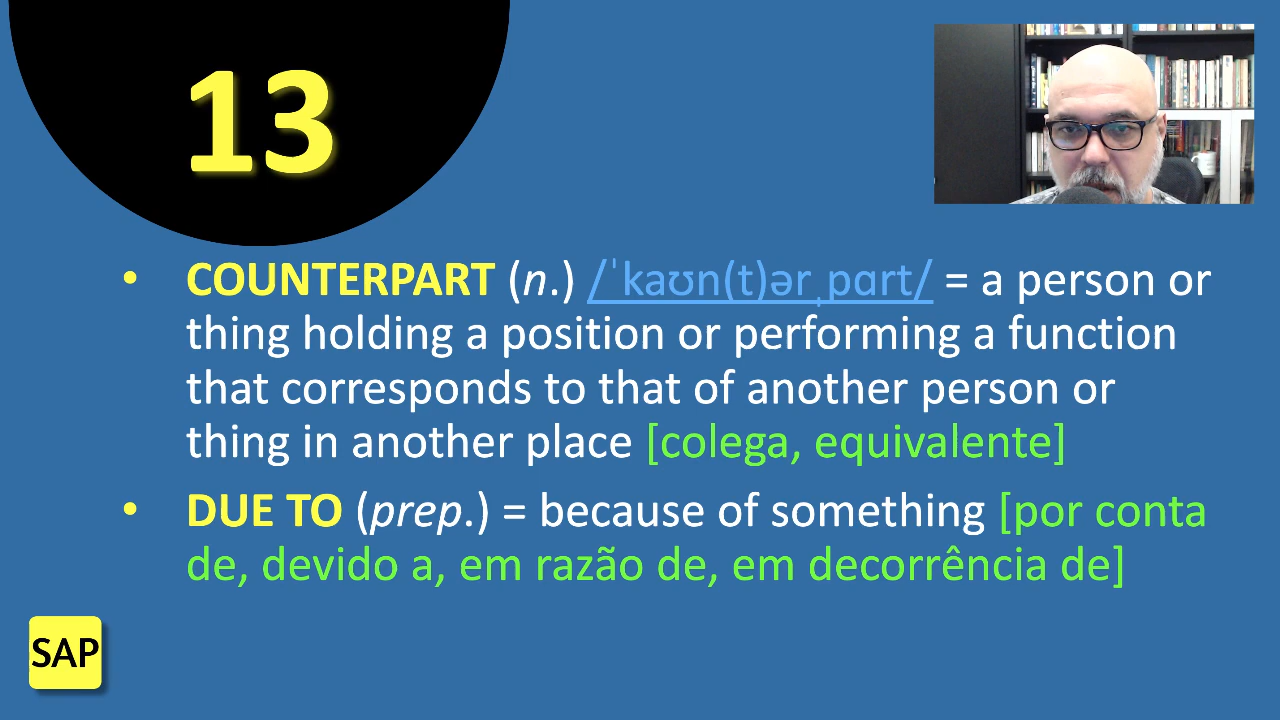 13
• COUNTERPART (n.) /ˈkaʊn(t)ərˌpɑrt/ = a person or
thing holding a position or performing a function
that corresponds to that of another person or
thing in another place [colega, equivalente]
• DUE TO (prep.) = because of something [por conta
de, devido a, em razão de, em decorrência de]
SAP